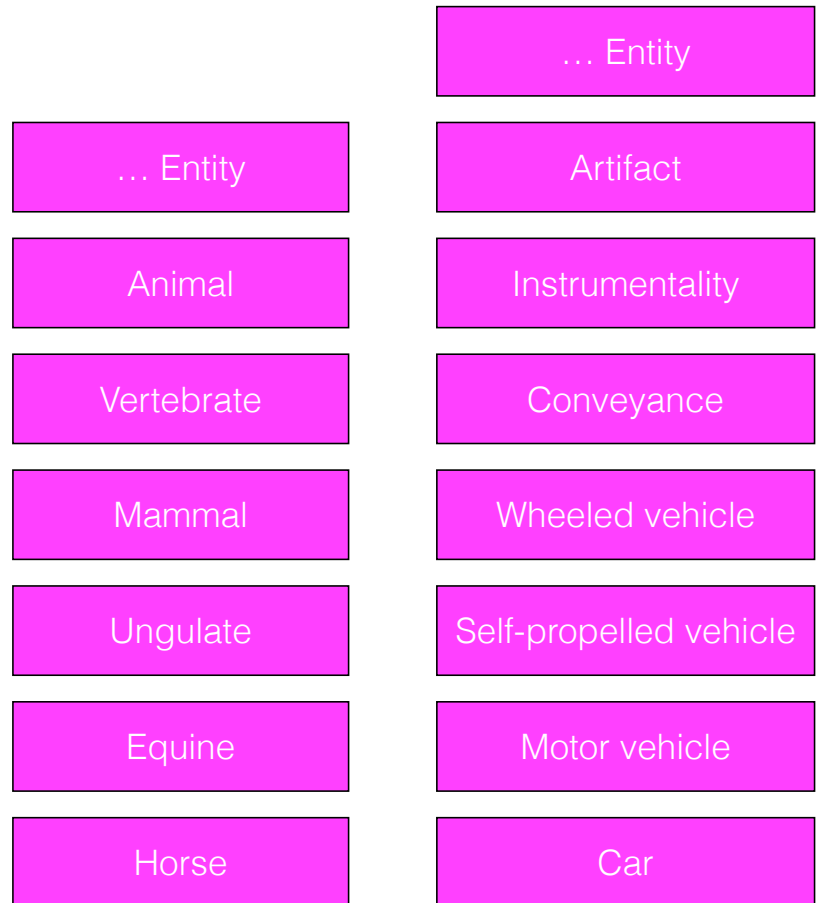 … Entity
Animal
Vertebrate
Mammal
Ungulate
Equine
Horse
… Entity
Artifact
Instrumentality
Conveyance
Wheeled vehicle
Self-propelled vehicle
Motor vehicle
Car